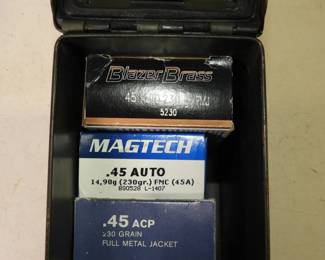 Blazer Brass
45
5230
MAGTECH
.45 AUTO
14,90g (230gr.) FMC (45A)
L-1407
.45 ACP
230 GRAIN
FULL METAL JACKET